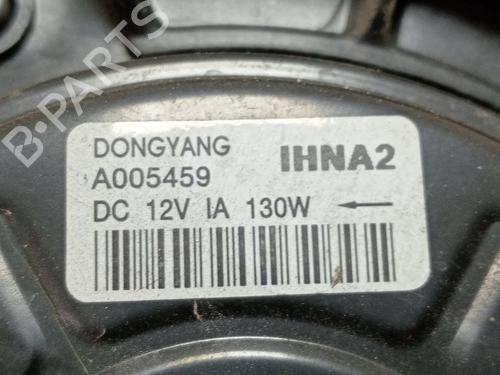 B-PARTS
DONGYANG IHNA2
A005459
DC 12V IA 130W ←